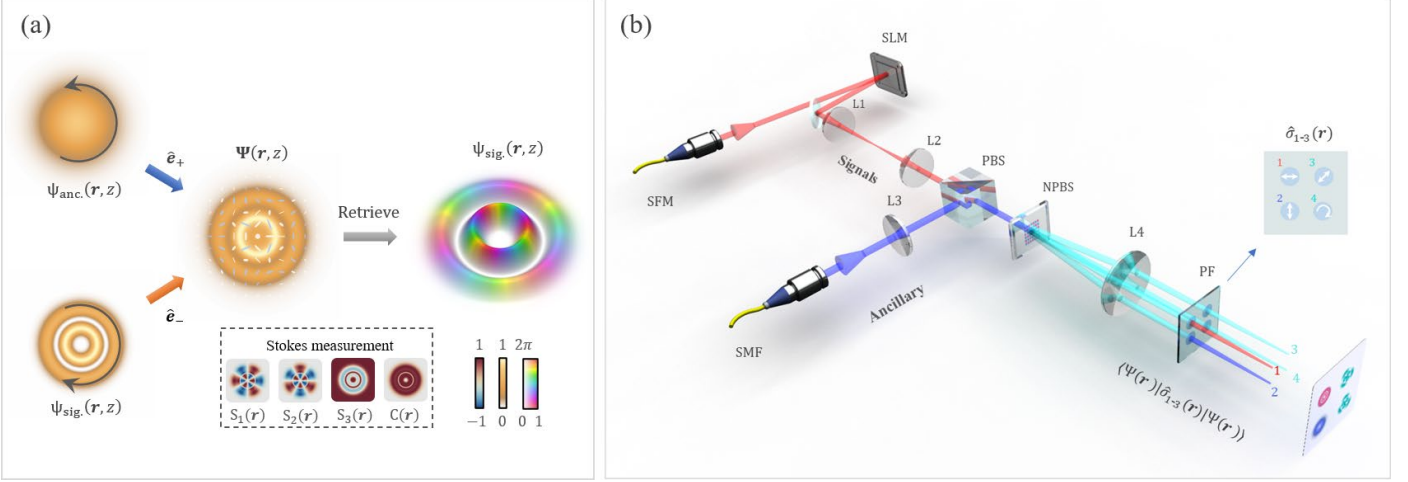 (a)
ψanc.(r, z)
ê₊
ê₋
Ψ(r, z)
Retrieve
ψsig.(r, z)
ψsig.(r, z)
Stokes measurement
S₁(r) S₂(r) S₃(r) C(r)
1 1 2π
−1 0 0 1
(b)
SLM
L1
L2
Signals
SFM
PBS
NPBS
L3
L4
Ancillary
SMF
PF
σ̂₁₋₃(r)
1 3
2 4
3
1
4
2
⟨Ψ(r)|σ̂₁₋₃(r)|Ψ(r)⟩